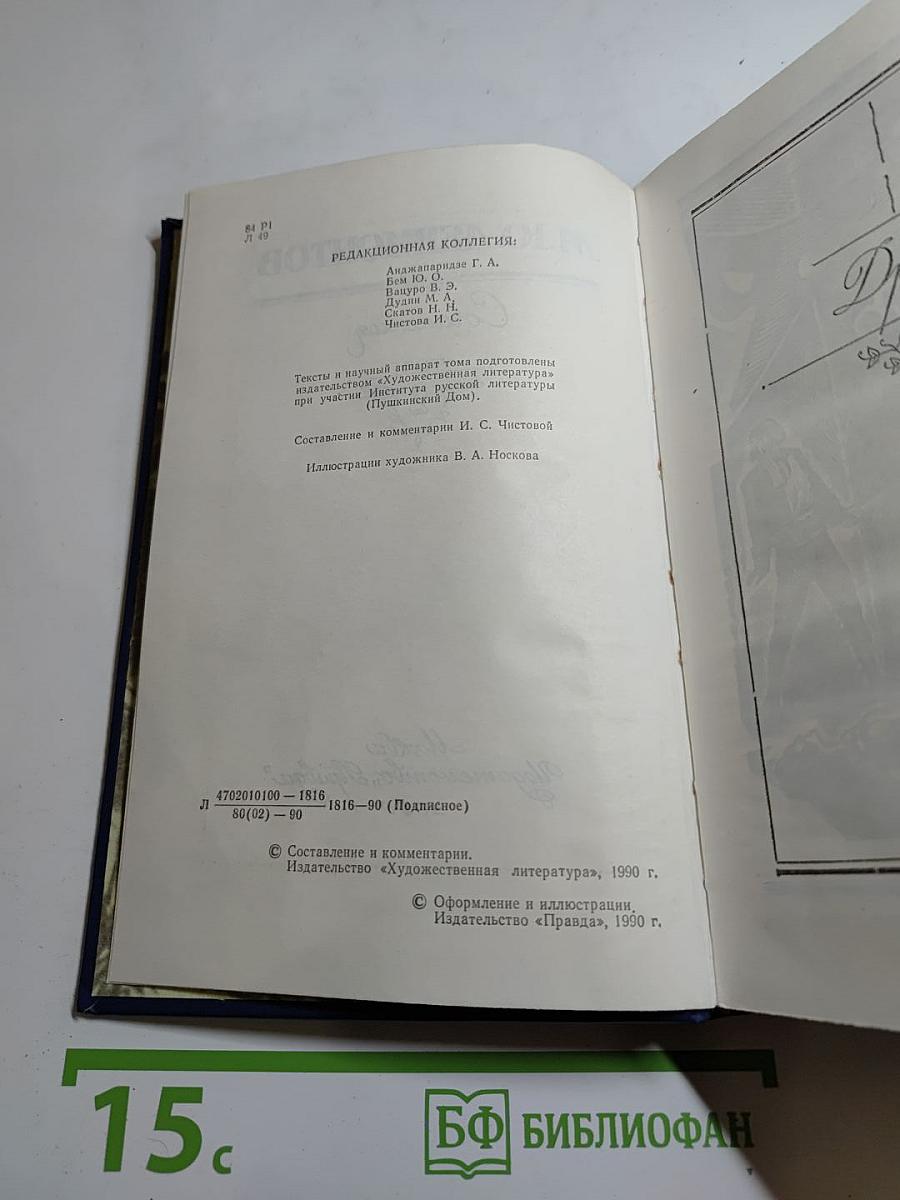 84 Р1
Л 49
РЕДАКЦИОННАЯ КОЛЛЕГИЯ:
Анджапаридзе Г. А.
Бем Ю. О.
Вацуро В. Э.
Дудин М. А.
Скатов Н. Н.
Чистова И. С.
Тексты и научный аппарат тома подготовлены
издательством «Художественная литература»
при участии Института русской литературы
(Пушкинский Дом).
Составление и комментарии И. С. Чистовой
Иллюстрации художника В. А. Носкова
Л 4702010100—1816 1816—90 (Подписное)
80(02)—90
© Составление и комментарии.
Издательство «Художественная литература», 1990 г.
© Оформление и иллюстрации.
Издательство «Правда», 1990 г.
15 с
БФ БИБЛИОФАН